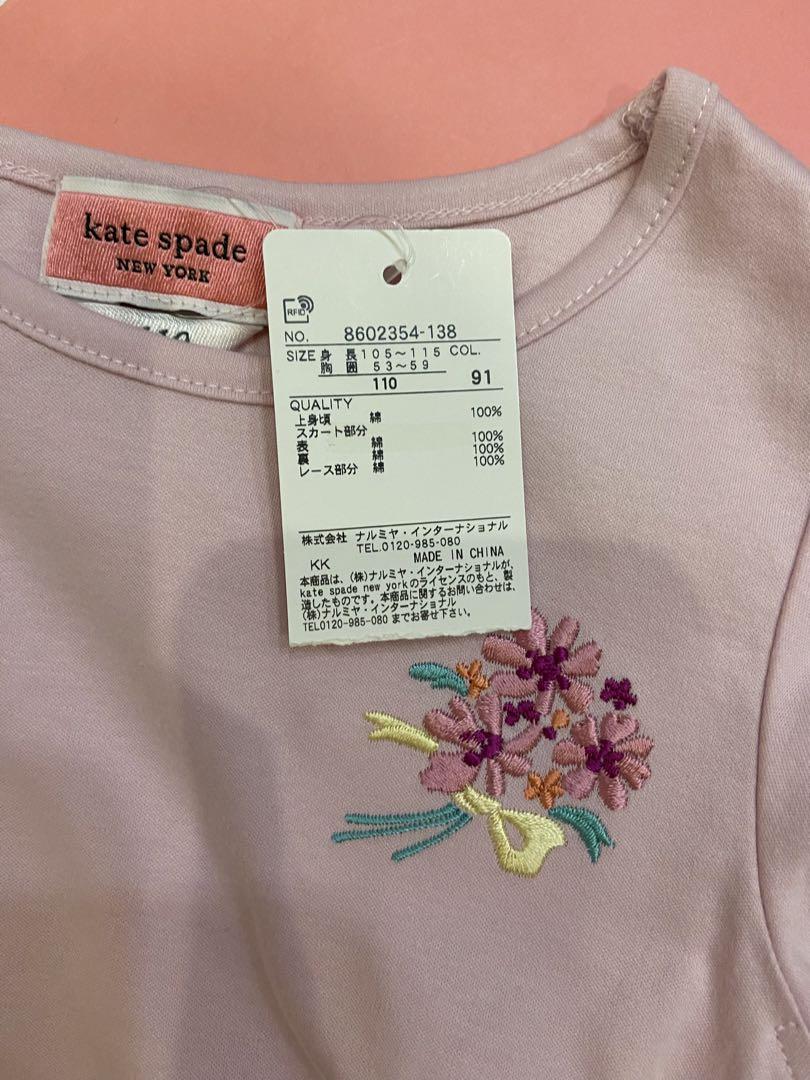 kate spade
NEW YORK
RFID
NO. 8602354-138
SIZE 身 長 105～115 COL.
胸 囲 53～59
110 91
QUALITY
上身頃 綿 100%
スカート部分
表 綿 100%
裏 綿 100%
レース部分 綿 100%
株式会社 ナルミヤ・インターナショナル
TEL.0120-985-080
KK MADE IN CHINA
本商品は、(株)ナルミヤ・インターナショナルが、
kate spade new yorkのライセンスのもと、製
造したものです。本商品に関するお問い合わせは、
(株)ナルミヤ・インターナショナル
TEL0120-985-080 までお寄せ下さい。